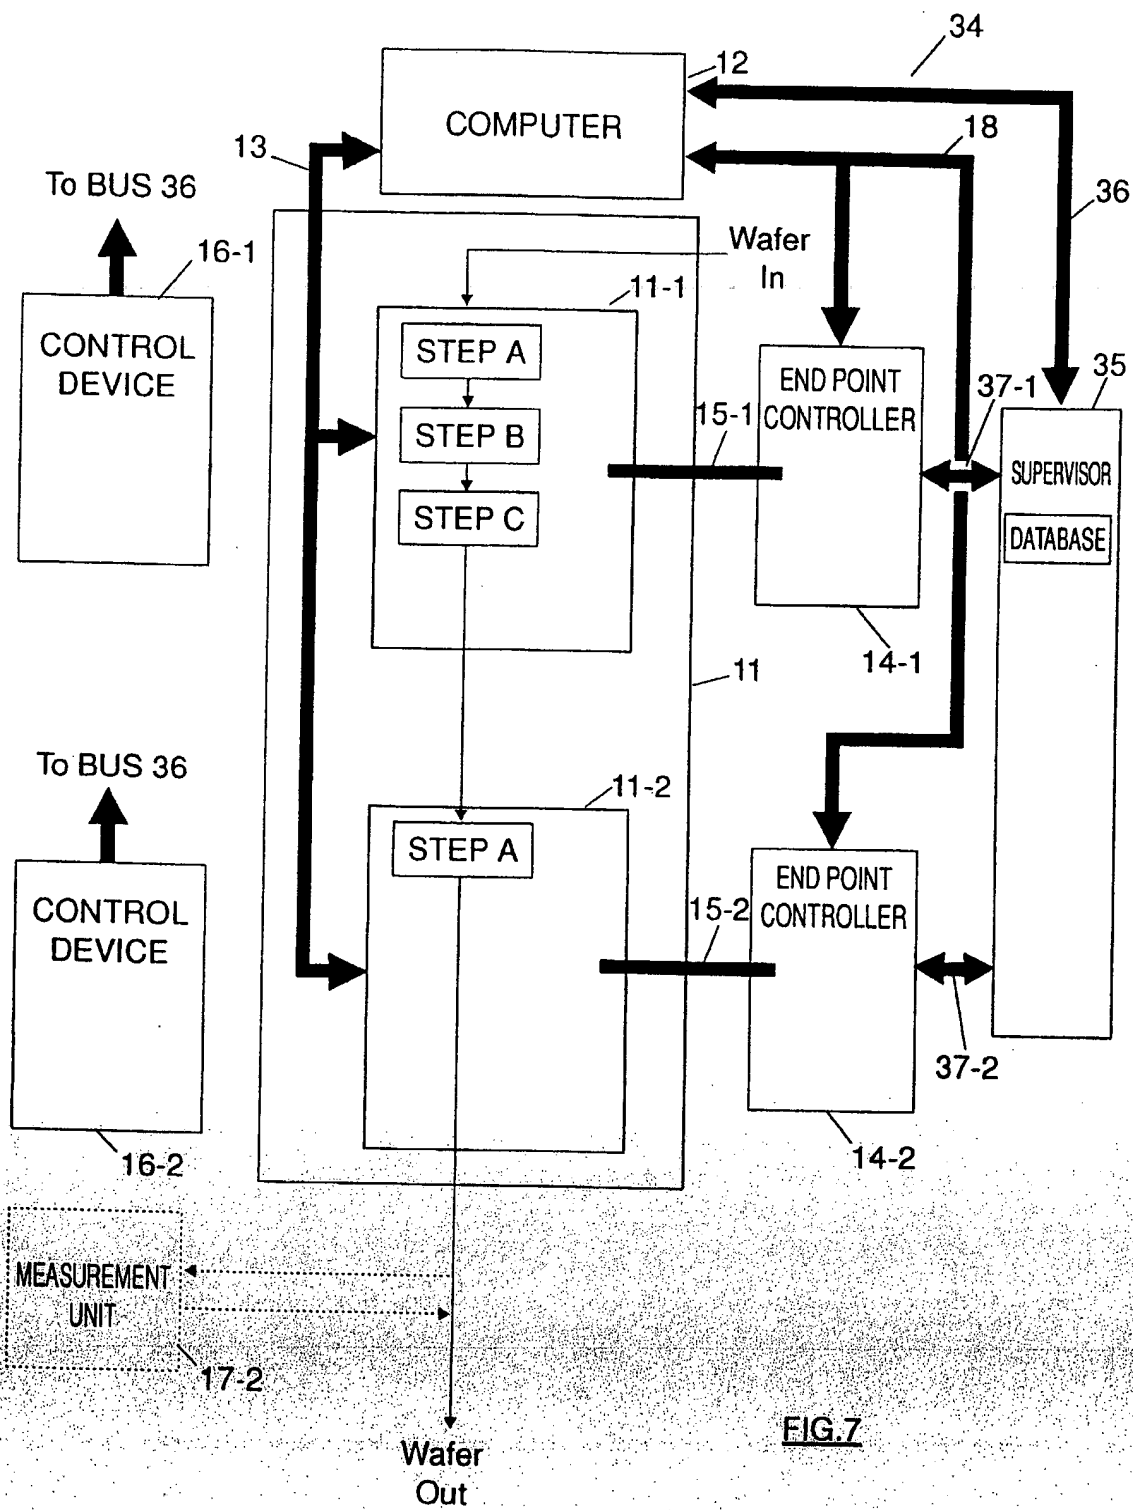 34
12
COMPUTER
18
13
To BUS 36
36
16-1
Wafer
In
11-1
CONTROL
DEVICE
STEP A
END POINT
CONTROLLER
35
37-1
15-1
STEP B
SUPERVISOR
STEP C
DATABASE
14-1
11
To BUS 36
11-2
STEP A
END POINT
CONTROLLER
CONTROL
DEVICE
15-2
37-2
16-2
14-2
MEASUREMENT
UNIT
17-2
FIG.7
Wafer
Out